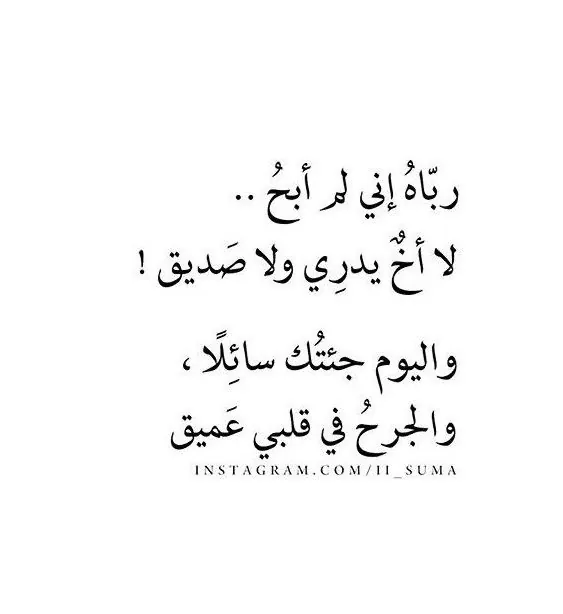 ربّاهُ إني لم أبحُ ..
لا أخٌ يدرِي ولا صَديق !
واليوم جئتُك سائِلًا ،
والجرحُ في قلبي عَميق
INSTAGRAM.COM/II_SUMA